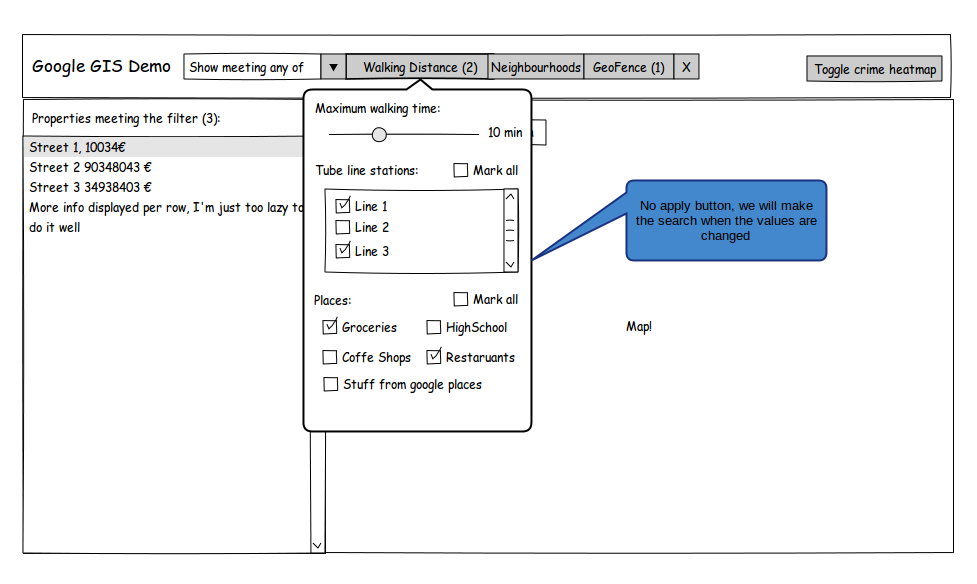 Google GIS Demo
Show meeting any of
▼
Walking Distance (2)
Neighbourhoods
GeoFence (1)
X
Toggle crime heatmap
Properties meeting the filter (3):
Street 1, 10034€
Street 2 90348043 €
Street 3 34938403 €
More info displayed per row, I'm just too lazy to
do it well
Maximum walking time:
10 min
Tube line stations:
Mark all
Line 1
Line 2
Line 3
Places:
Mark all
Groceries
HighSchool
Coffe Shops
Restaruants
Stuff from google places
No apply button, we will make
the search when the values are
changed
Map!